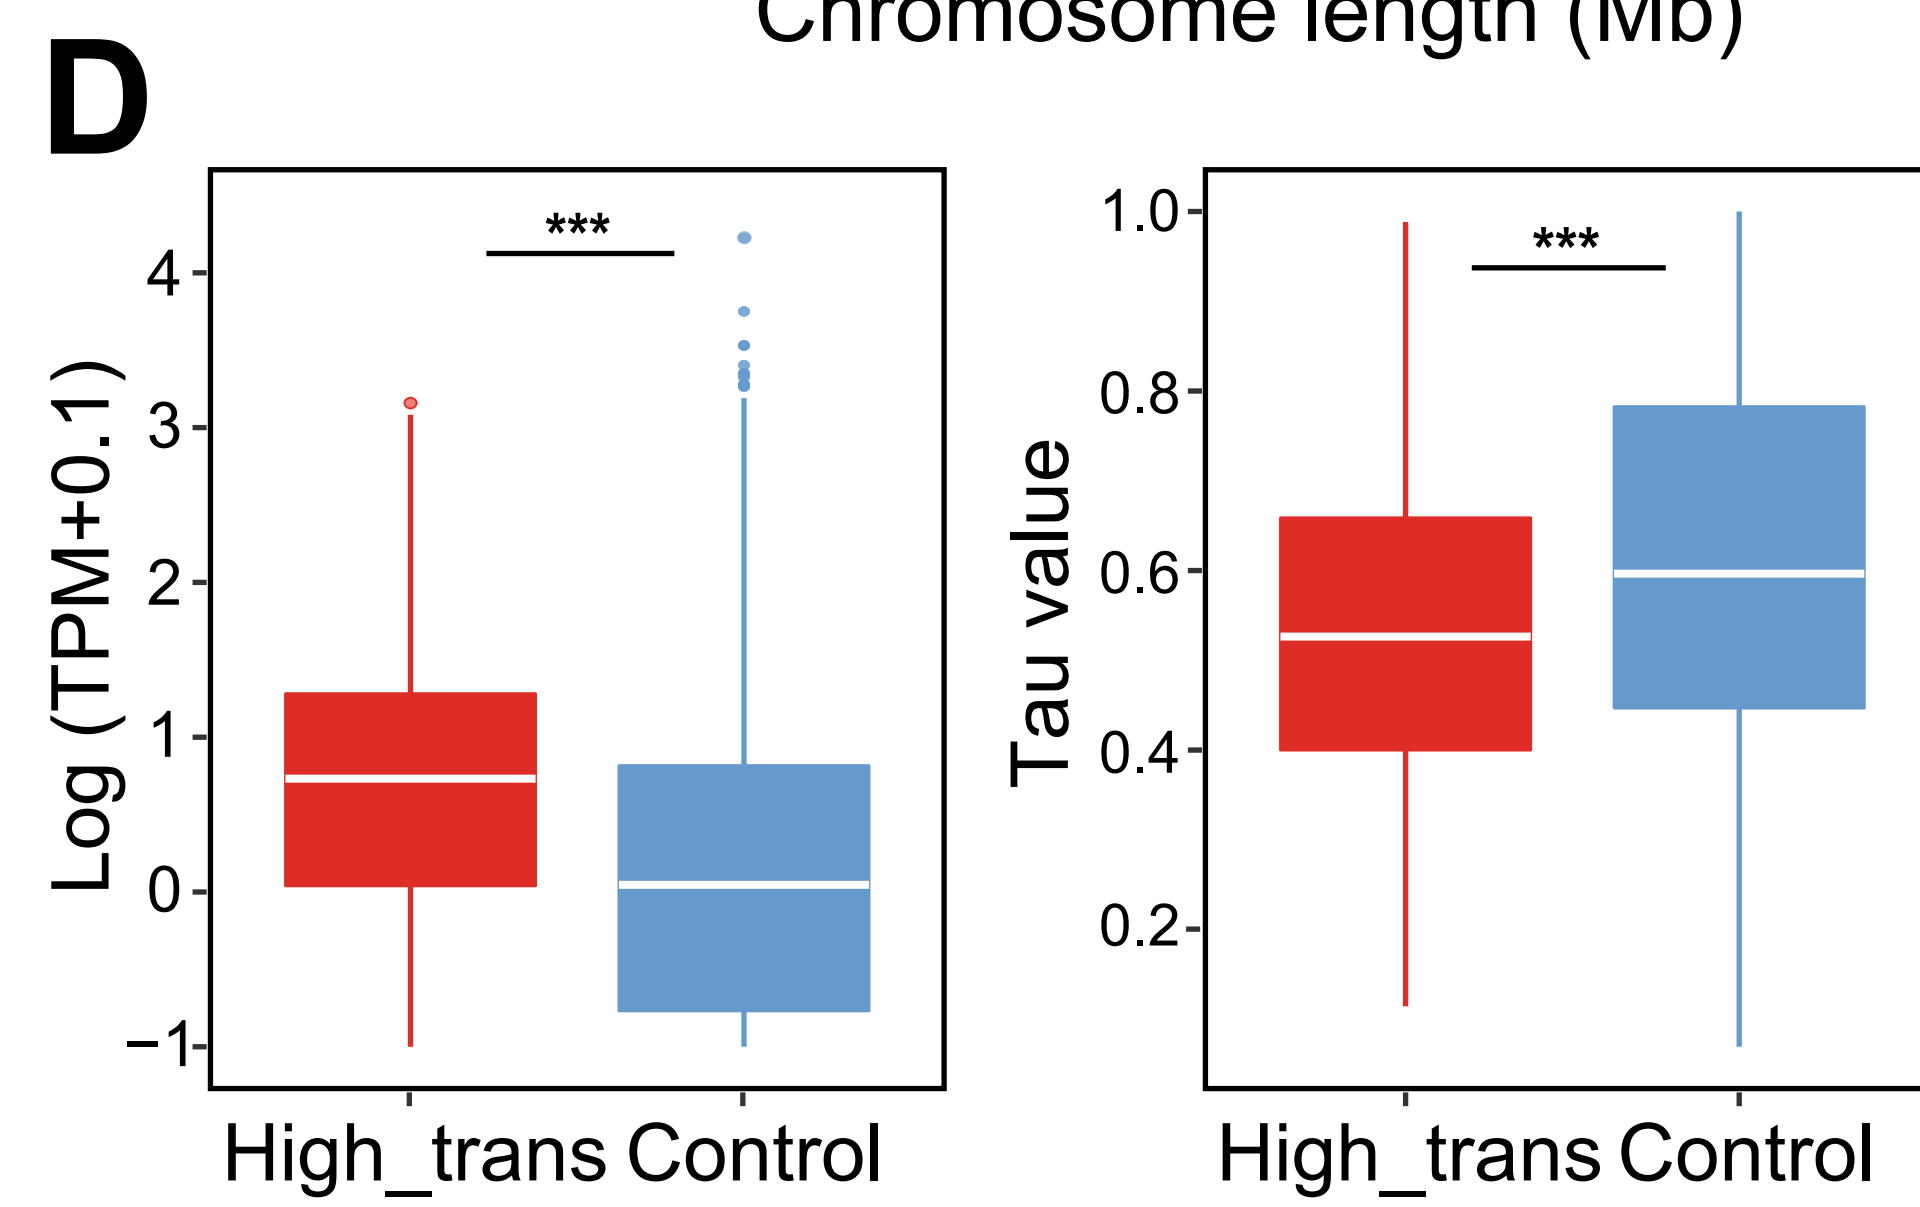 Chromosome length (Mb)
D
Log (TPM+0.1)
4
3
2
1
0
−1
***
High_trans Control
Tau value
1.0
0.8
0.6
0.4
0.2
***
High_trans Control